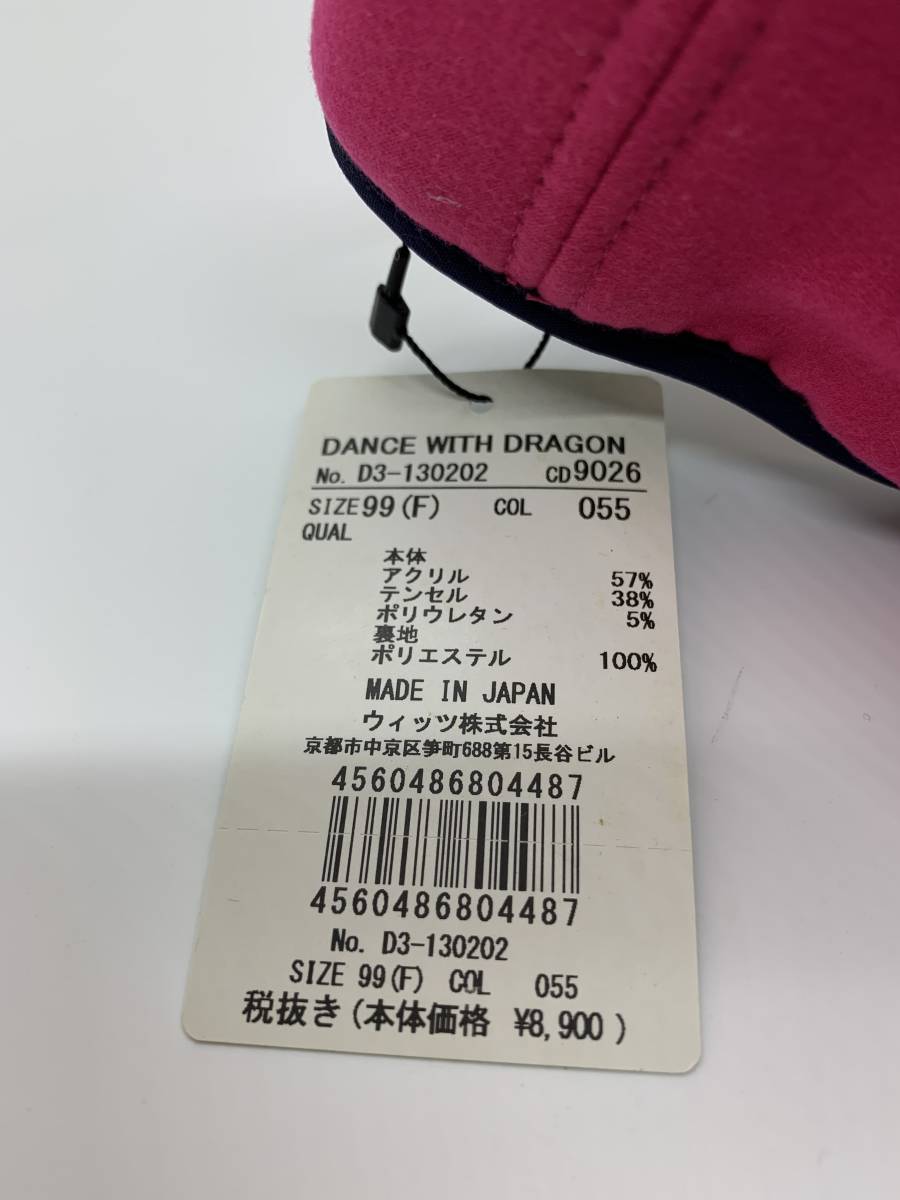 DANCE WITH DRAGON
No. D3-130202 CD9026
SIZE 99(F) COL 055
QUAL
本体
アクリル 57%
テンセル 38%
ポリウレタン 5%
裏地
ポリエステル 100%
MADE IN JAPAN
ウィッツ株式会社
京都市中京区笋町688第15長谷ビル
4560486804487
4560486804487
No. D3-130202
SIZE 99(F) COL 055
税抜き(本体価格 ¥8,900)